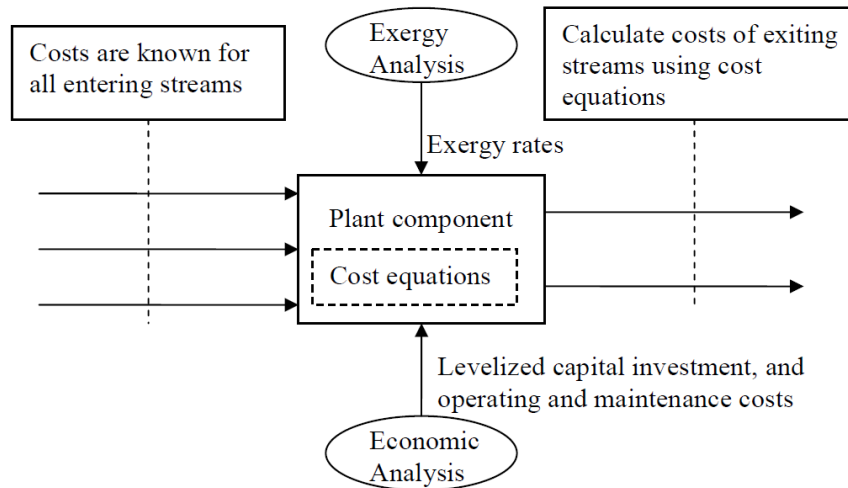 Costs are known for
all entering streams
Exergy
Analysis
Calculate costs of exiting
streams using cost
equations
Exergy rates
Plant component
Cost equations
Levelized capital investment, and
operating and maintenance costs
Economic
Analysis